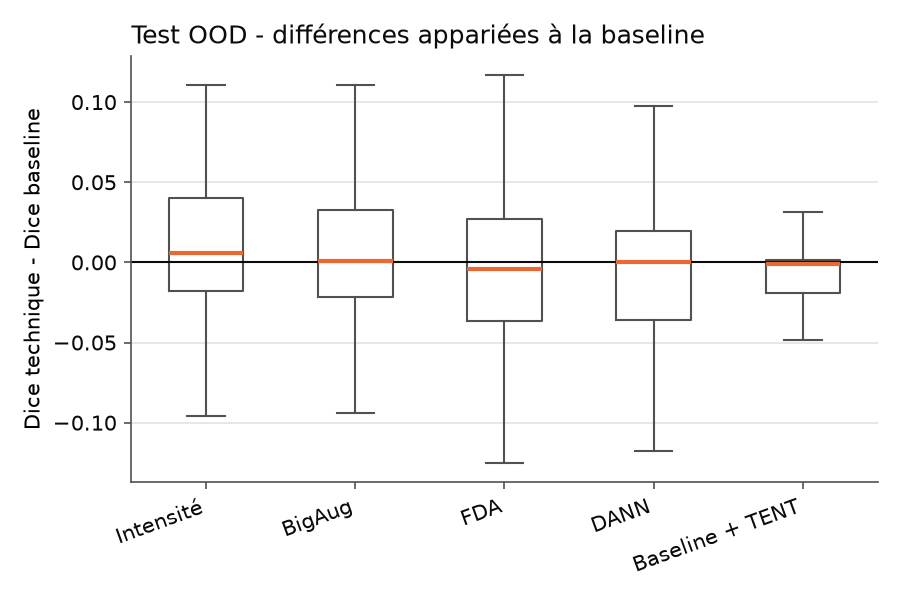 Test OOD - différences appariées à la baseline
Dice technique - Dice baseline
0.10
0.05
0.00
−0.05
−0.10
Intensité
BigAug
FDA
DANN
Baseline + TENT